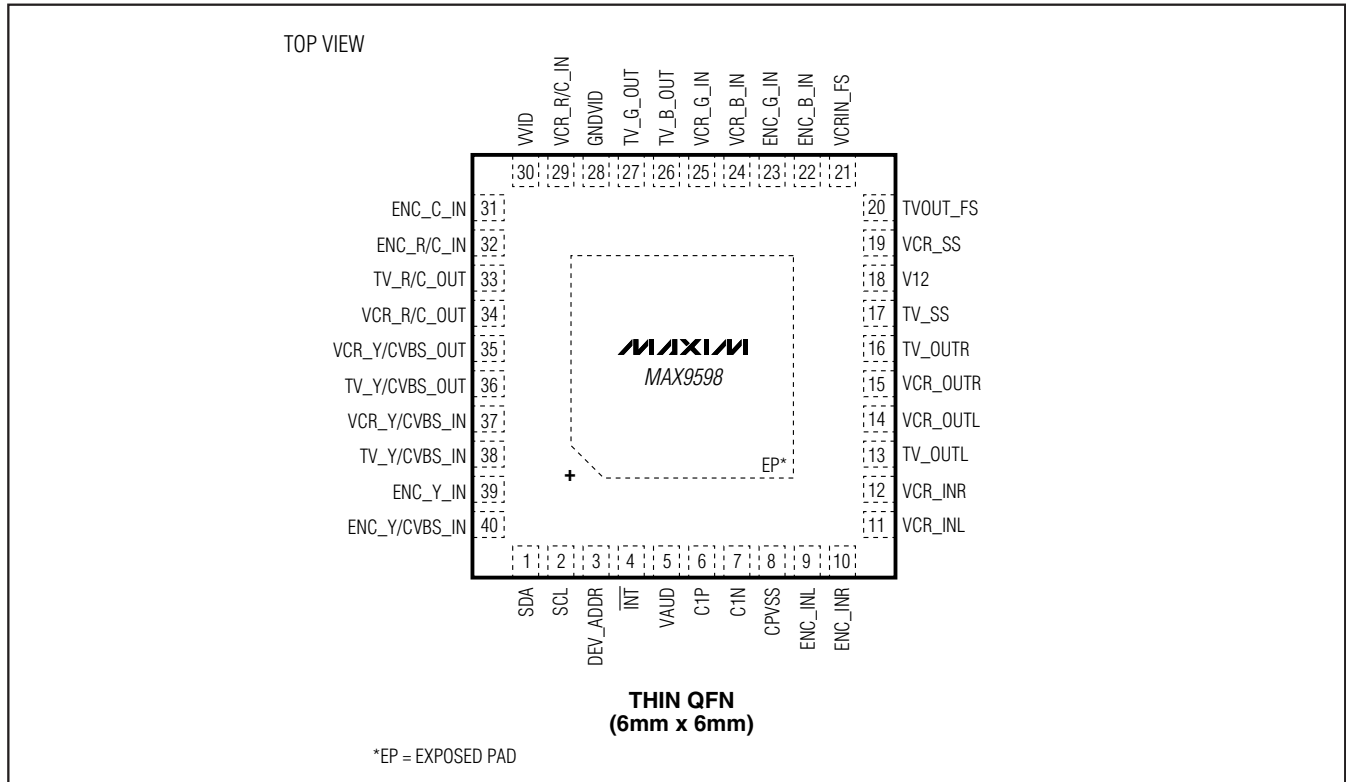 TOP VIEW
VVID
VCR_R/C_IN
GNDVID
TV_G_OUT
TV_B_OUT
VCR_G_IN
VCR_B_IN
ENC_G_IN
ENC_B_IN
VCRIN_FS
30 29 28 27 26 25 24 23 22 21
ENC_C_IN 31
ENC_R/C_IN 32
TV_R/C_OUT 33
VCR_R/C_OUT 34
VCR_Y/CVBS_OUT 35
TV_Y/CVBS_OUT 36
VCR_Y/CVBS_IN 37
TV_Y/CVBS_IN 38
ENC_Y_IN 39
ENC_Y/CVBS_IN 40
20 TVOUT_FS
19 VCR_SS
18 V12
17 TV_SS
16 TV_OUTR
15 VCR_OUTR
14 VCR_OUTL
13 TV_OUTL
12 VCR_INR
11 VCR_INL
MAXIM
MAX9598
EP*
+
1 2 3 4 5 6 7 8 9 10
SDA
SCL
DEV_ADDR
INT
VAUD
C1P
C1N
CPVSS
ENC_INL
ENC_INR
THIN QFN
(6mm x 6mm)
*EP = EXPOSED PAD